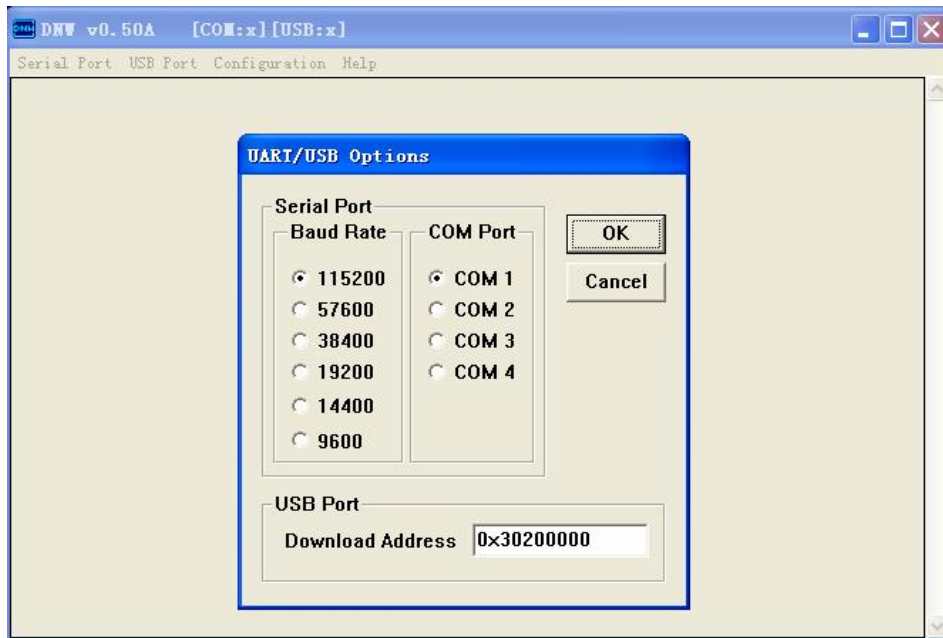 DNW v0.50A [COM:x][USB:x]
Serial Port USB Port Configuration Help
UART/USB Options
Serial Port
Baud Rate
115200
57600
38400
19200
14400
9600
COM Port
COM 1
COM 2
COM 3
COM 4
OK
Cancel
USB Port
Download Address 0x30200000